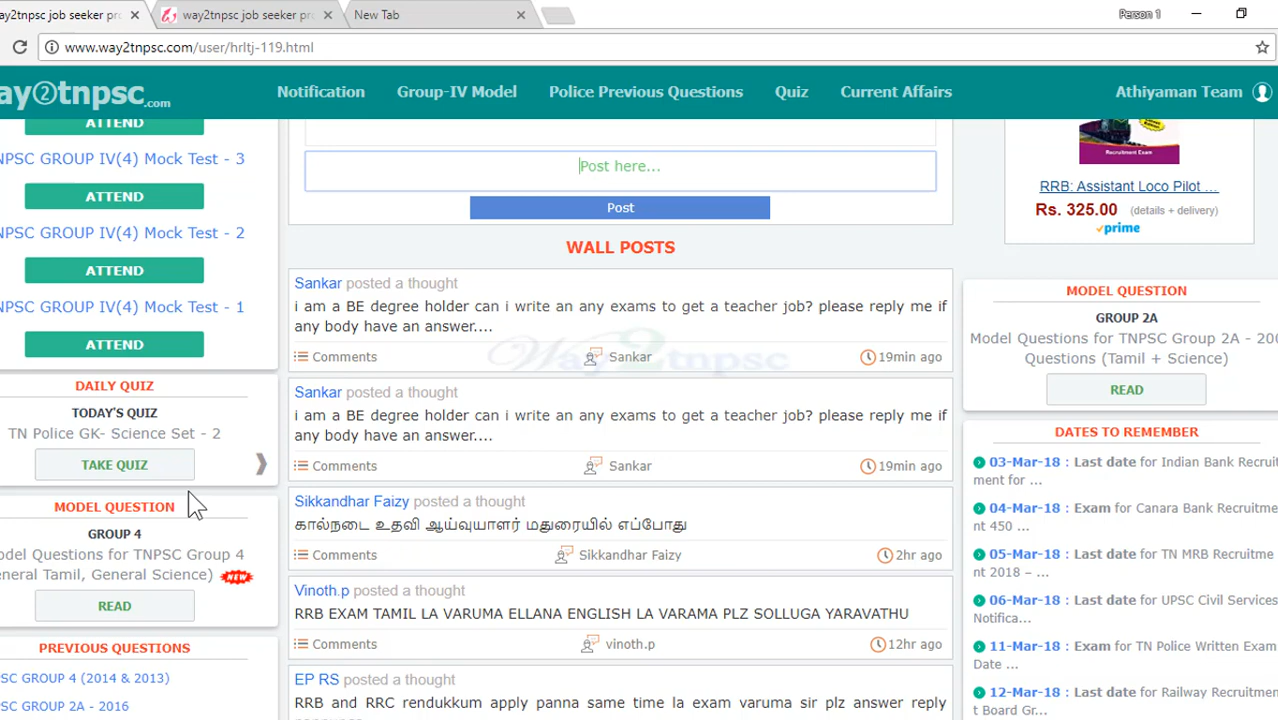 way2tnpsc job seeker pro
way2tnpsc job seeker pro
New Tab
Person 1
www.way2tnpsc.com/user/hrltj-119.html
ay2tnpsc.com
Notification
Group-IV Model
Police Previous Questions
Quiz
Current Affairs
Athiyaman Team
ATTEND
NPSC GROUP IV(4) Mock Test - 3
ATTEND
NPSC GROUP IV(4) Mock Test - 2
ATTEND
NPSC GROUP IV(4) Mock Test - 1
ATTEND
DAILY QUIZ
TODAY'S QUIZ
TN Police GK- Science Set - 2
TAKE QUIZ
MODEL QUESTION
GROUP 4
odel Questions for TNPSC Group 4
eneral Tamil, General Science) NEW
READ
PREVIOUS QUESTIONS
SC GROUP 4 (2014 & 2013)
SC GROUP 2A - 2016
Post here...
Post
WALL POSTS
Sankar posted a thought
i am a BE degree holder can i write an any exams to get a teacher job? please reply me if
any body have an answer....
Comments
Sankar
19min ago
Way2tnpsc
Sankar posted a thought
i am a BE degree holder can i write an any exams to get a teacher job? please reply me if
any body have an answer....
Comments
Sankar
19min ago
Sikkandhar Faizy posted a thought
கால்நடை உதவி ஆய்வுயாளர் மதுரையில் எப்போது
Comments
Sikkandhar Faizy
2hr ago
Vinoth.p posted a thought
RRB EXAM TAMIL LA VARUMA ELLANA ENGLISH LA VARAMA PLZ SOLLUGA YARAVATHU
Comments
vinoth.p
12hr ago
EP RS posted a thought
RRB and RRC rendukkum apply panna same time la exam varuma sir plz answer reply
Recruitment Exam
RRB: Assistant Loco Pilot ...
Rs. 325.00 (details + delivery)
prime
MODEL QUESTION
GROUP 2A
Model Questions for TNPSC Group 2A - 200
Questions (Tamil + Science)
READ
DATES TO REMEMBER
03-Mar-18 : Last date for Indian Bank Recruit
ment for ...
04-Mar-18 : Exam for Canara Bank Recruitme
nt 450 ...
05-Mar-18 : Last date for TN MRB Recruitme
nt 2018 – ...
06-Mar-18 : Last date for UPSC Civil Services
Notifica...
11-Mar-18 : Exam for TN Police Written Exam
Date ...
12-Mar-18 : Last date for Railway Recruitmen
t Board Gr...